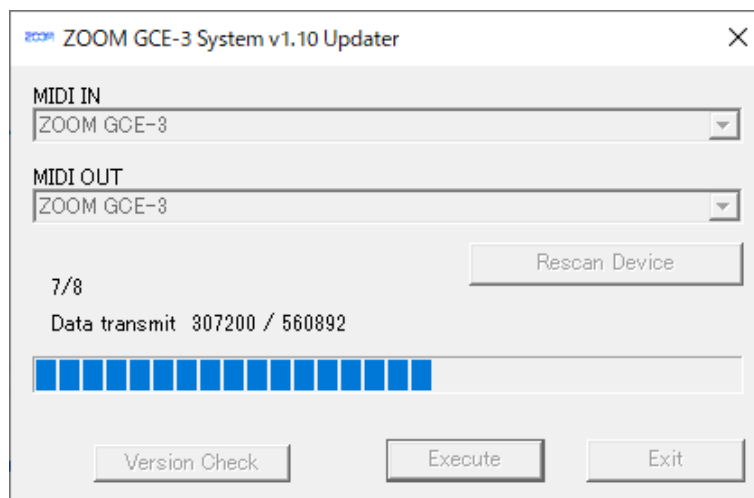 ZOOM ZOOM GCE-3 System v1.10 Updater
MIDI IN
ZOOM GCE-3
MIDI OUT
ZOOM GCE-3
Rescan Device
7/8
Data transmit 307200 / 560892
Version Check
Execute
Exit